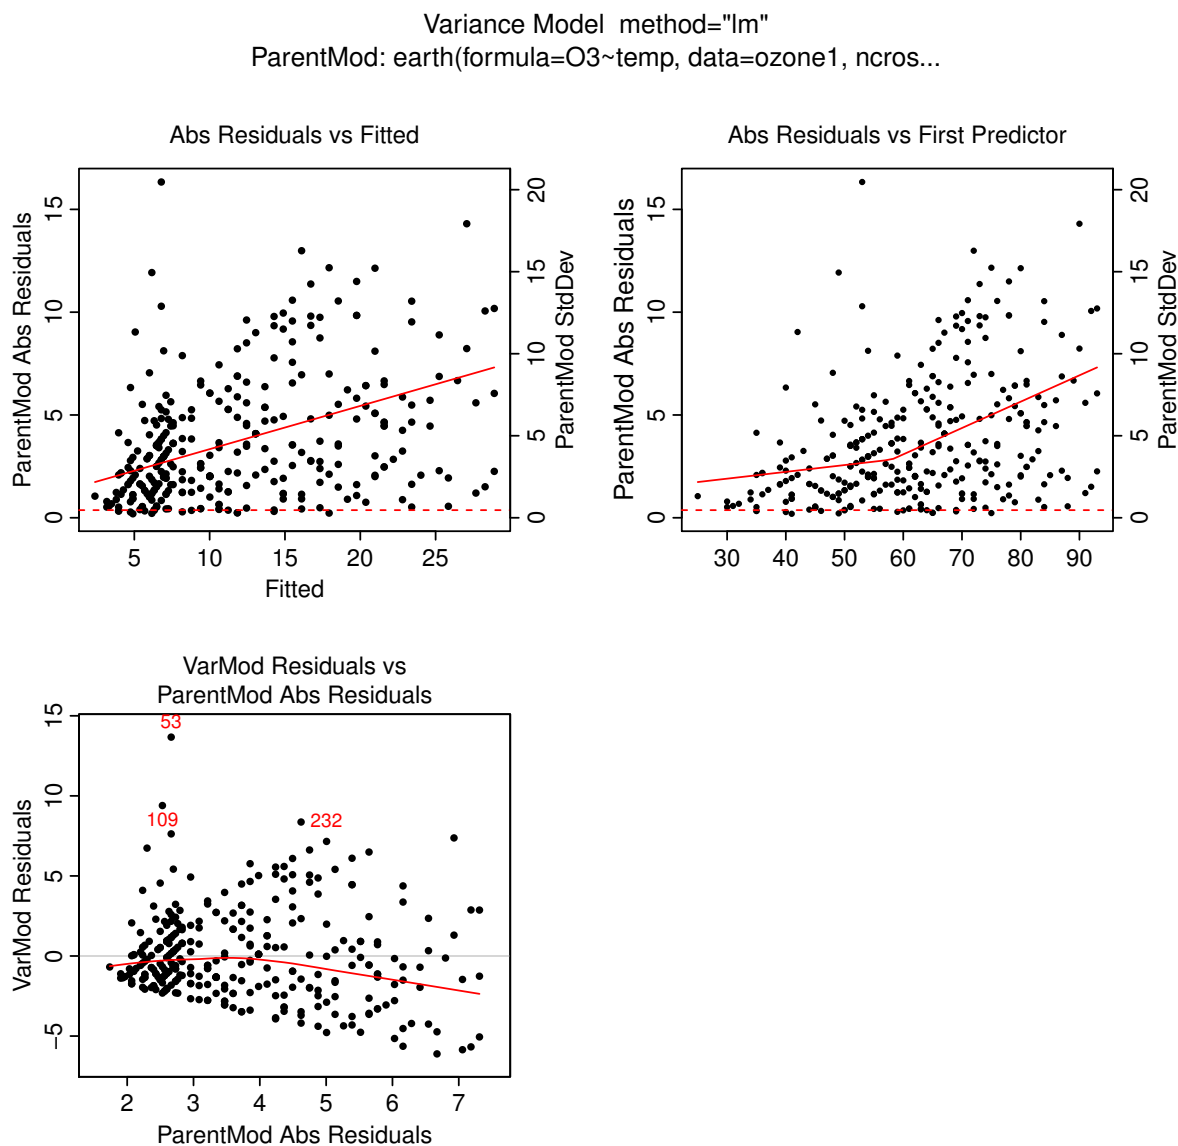 Variance Model  method="lm"
ParentMod: earth(formula=O3~temp, data=ozone1, ncros...
Abs Residuals vs Fitted
ParentMod Abs Residuals
0 5 10 15
ParentMod StdDev
0 5 10 15 20
5 10 15 20 25
Fitted
Abs Residuals vs First Predictor
ParentMod Abs Residuals
0 5 10 15
ParentMod StdDev
0 5 10 15 20
30 40 50 60 70 80 90
VarMod Residuals vs
ParentMod Abs Residuals
VarMod Residuals
−5 0 5 10 15
53
109
232
2 3 4 5 6 7
ParentMod Abs Residuals